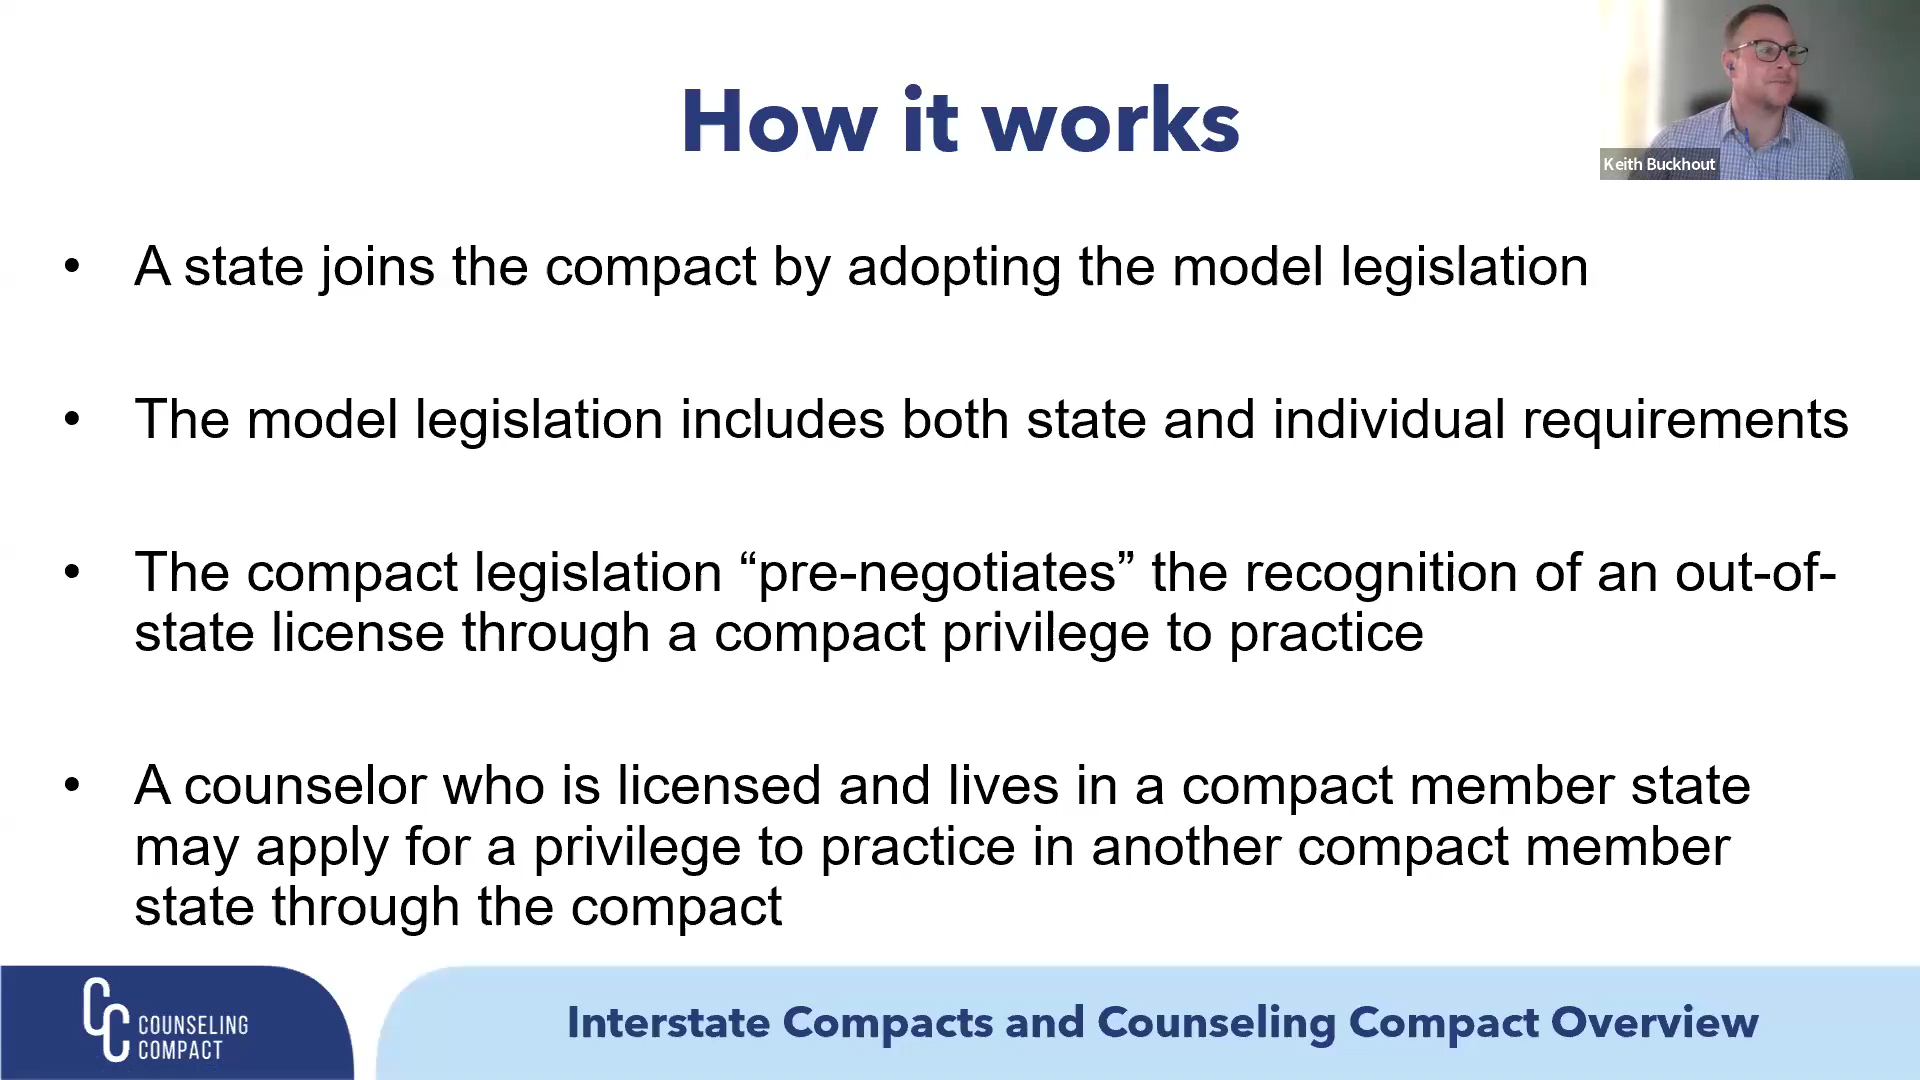 How it works
Keith Buckhout
• A state joins the compact by adopting the model legislation
• The model legislation includes both state and individual requirements
• The compact legislation “pre-negotiates” the recognition of an out-of-
state license through a compact privilege to practice
• A counselor who is licensed and lives in a compact member state
may apply for a privilege to practice in another compact member
state through the compact
CC COUNSELING
COMPACT
Interstate Compacts and Counseling Compact Overview